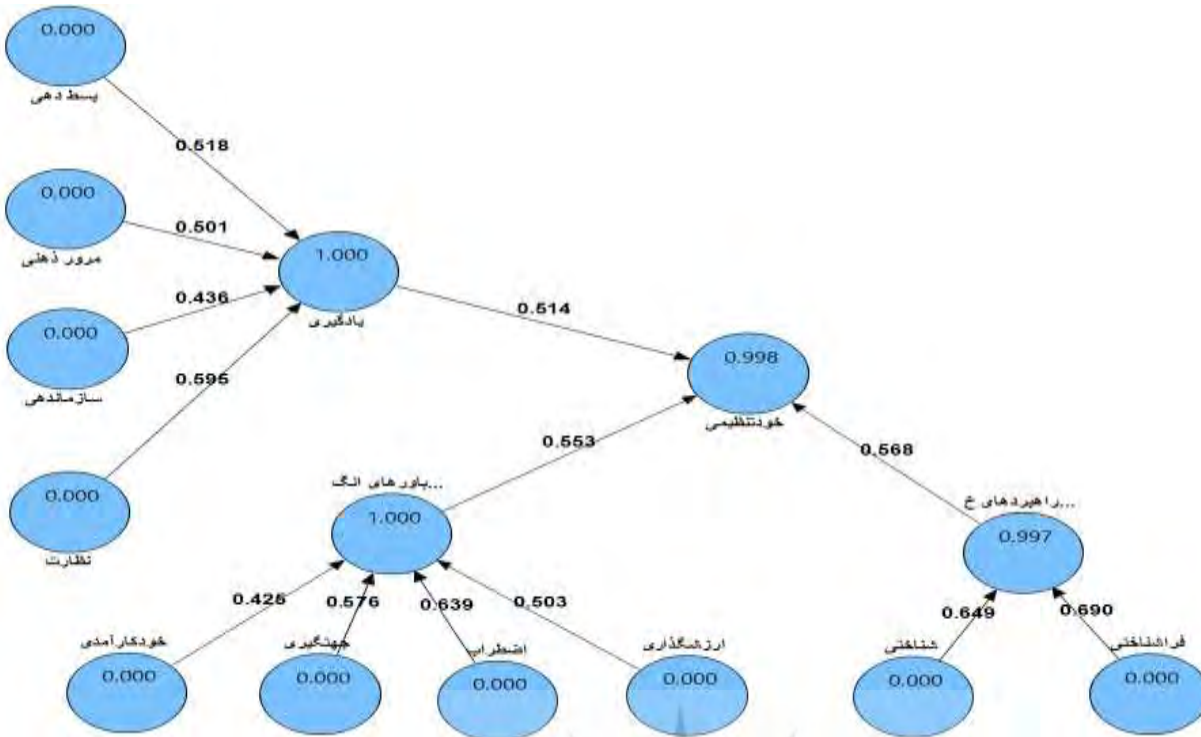 0.000
بسط دهی
0.518
0.000
مرور ذهنی
0.501
1.000
یادگیری
0.436
0.000
سازماندهی
0.514
0.595
0.998
خودتنظیمی
0.553
0.568
0.000
نظارت
باورهای انگ...
1.000
راهبردهای خ...
0.997
0.425
0.576
0.639
0.503
0.649
0.690
خودکارآمدی
0.000
جهتگیری
0.000
اضطراب
0.000
ارزشگذاری
0.000
شناختی
0.000
فراشناختی
0.000